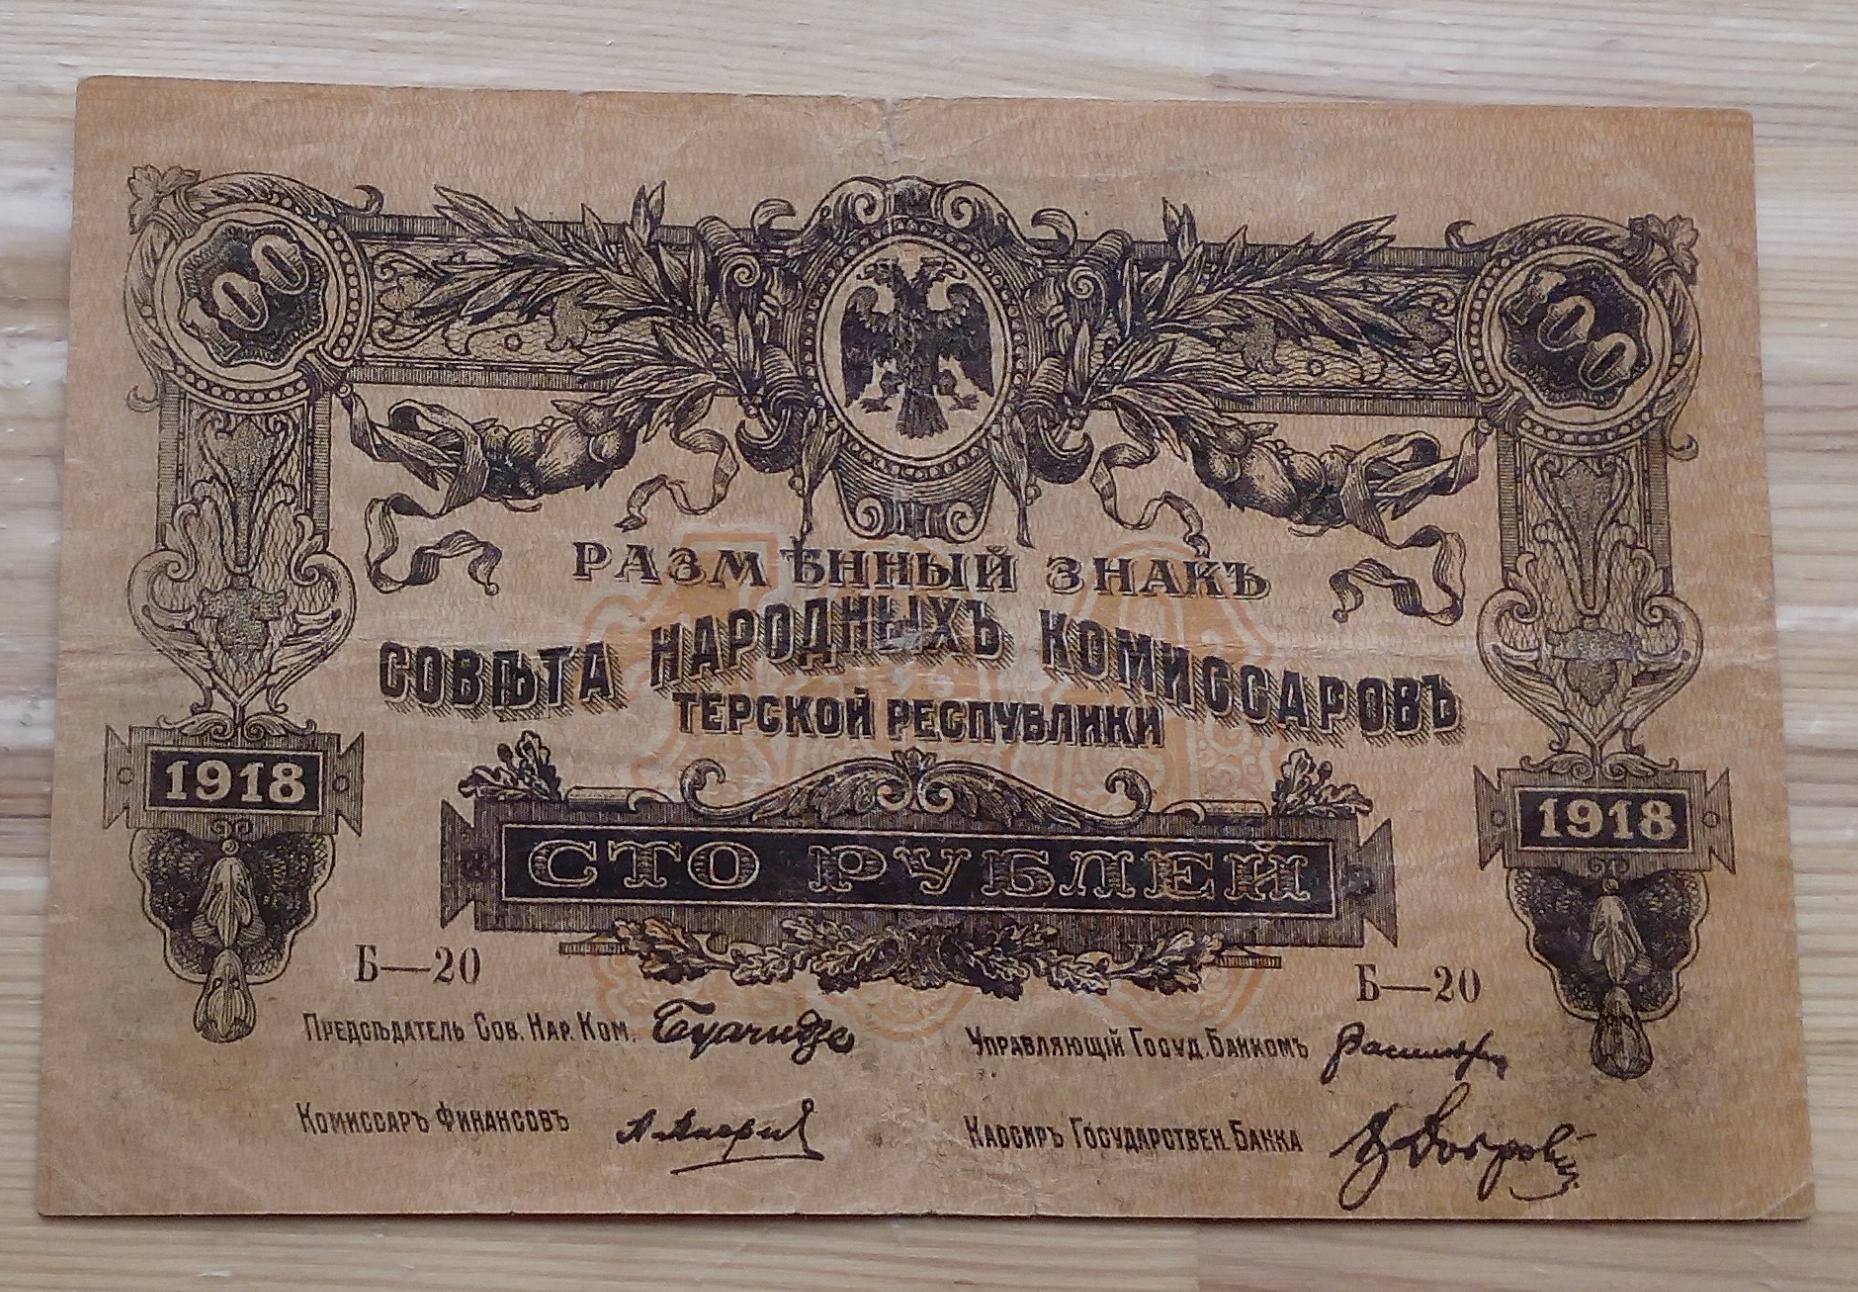 100 100
РАЗМѢННЫЙ ЗНАКЪ
СОВѢТА НАРОДНЫХЪ КОМИССАРОВЪ
ТЕРСКОЙ РЕСПУБЛИКИ
1918 1918
СТО РУБЛЕЙ
Б—20 Б—20
ПРЕДСѢДАТЕЛЬ СОВ. НАР. КОМ. Буачидзе УПРАВЛЯЮЩІЙ ГОСУД. БАНКОМЪ
КОМИССАРЪ ФИНАНСОВЪ КАССИРЪ ГОСУДАРСТВЕН. БАНКА